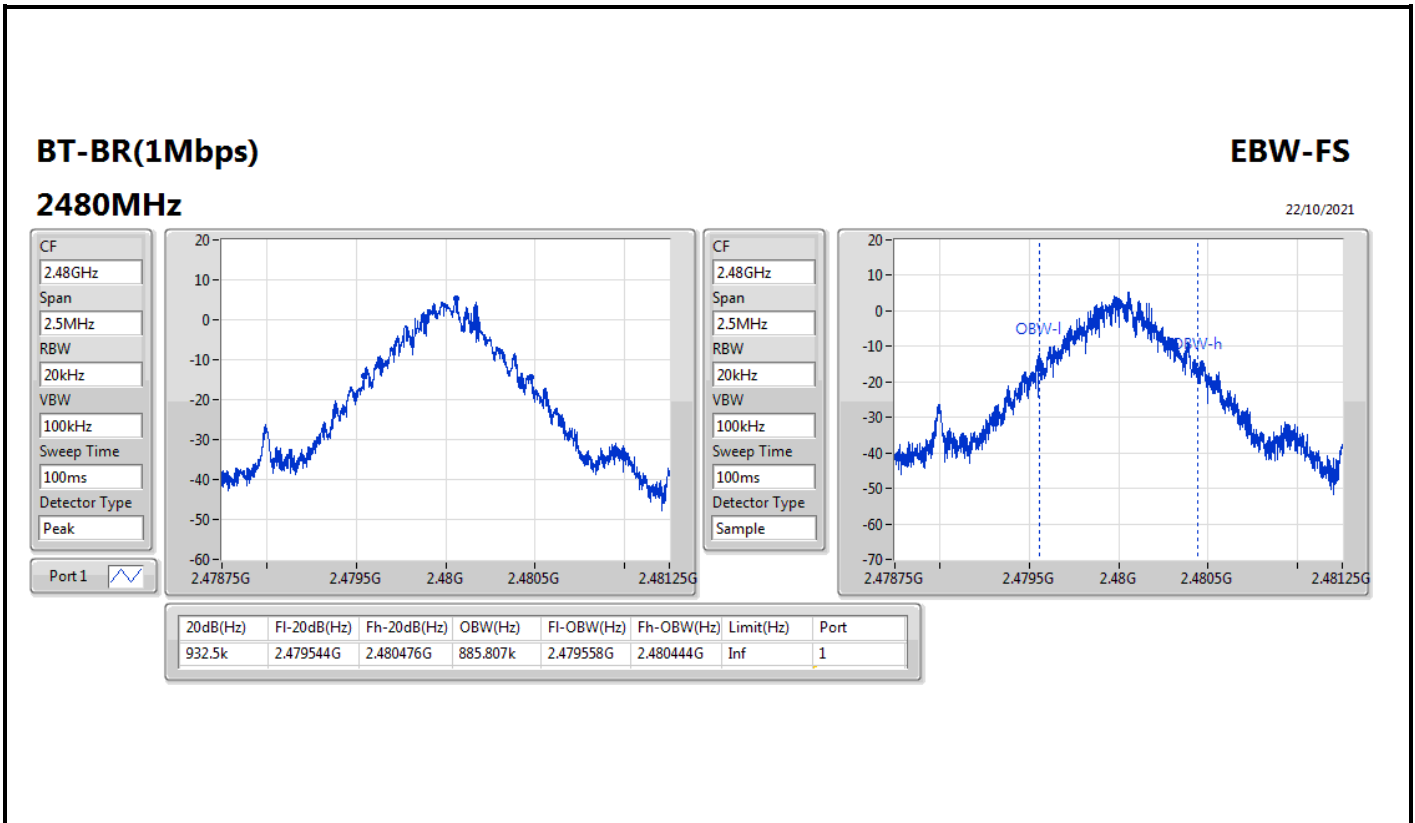 BT-BR(1Mbps)
EBW-FS
2480MHz
22/10/2021
CF
2.48GHz
Span
2.5MHz
RBW
20kHz
VBW
100kHz
Sweep Time
100ms
Detector Type
Peak
Port 1
20
10
0
-10
-20
-30
-40
-50
-60
2.47875G 2.4795G 2.48G 2.4805G 2.48125G
CF
2.48GHz
Span
2.5MHz
RBW
20kHz
VBW
100kHz
Sweep Time
100ms
Detector Type
Sample
20
10
0
-10
-20
-30
-40
-50
-60
-70
OBW-l
OBW-h
2.47875G 2.4795G 2.48G 2.4805G 2.48125G
20dB(Hz) Fl-20dB(Hz) Fh-20dB(Hz) OBW(Hz) Fl-OBW(Hz) Fh-OBW(Hz) Limit(Hz) Port
932.5k 2.479544G 2.480476G 885.807k 2.479558G 2.480444G Inf 1